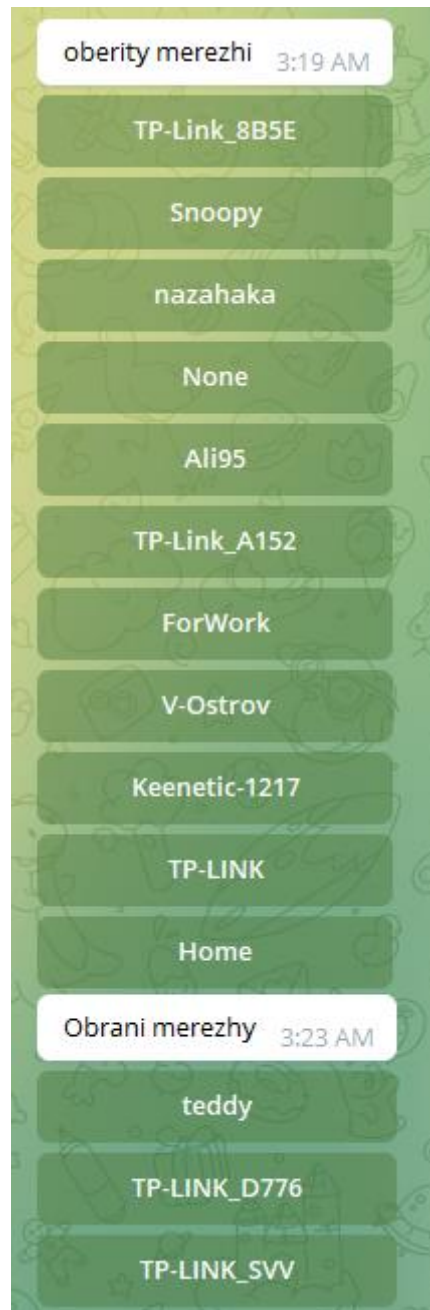 oberity merezhi 3:19 AM
TP-Link_8B5E
Snoopy
nazahaka
None
Ali95
TP-Link_A152
ForWork
V-Ostrov
Keenetic-1217
TP-LINK
Home
Obrani merezhy 3:23 AM
teddy
TP-LINK_D776
TP-LINK_SVV